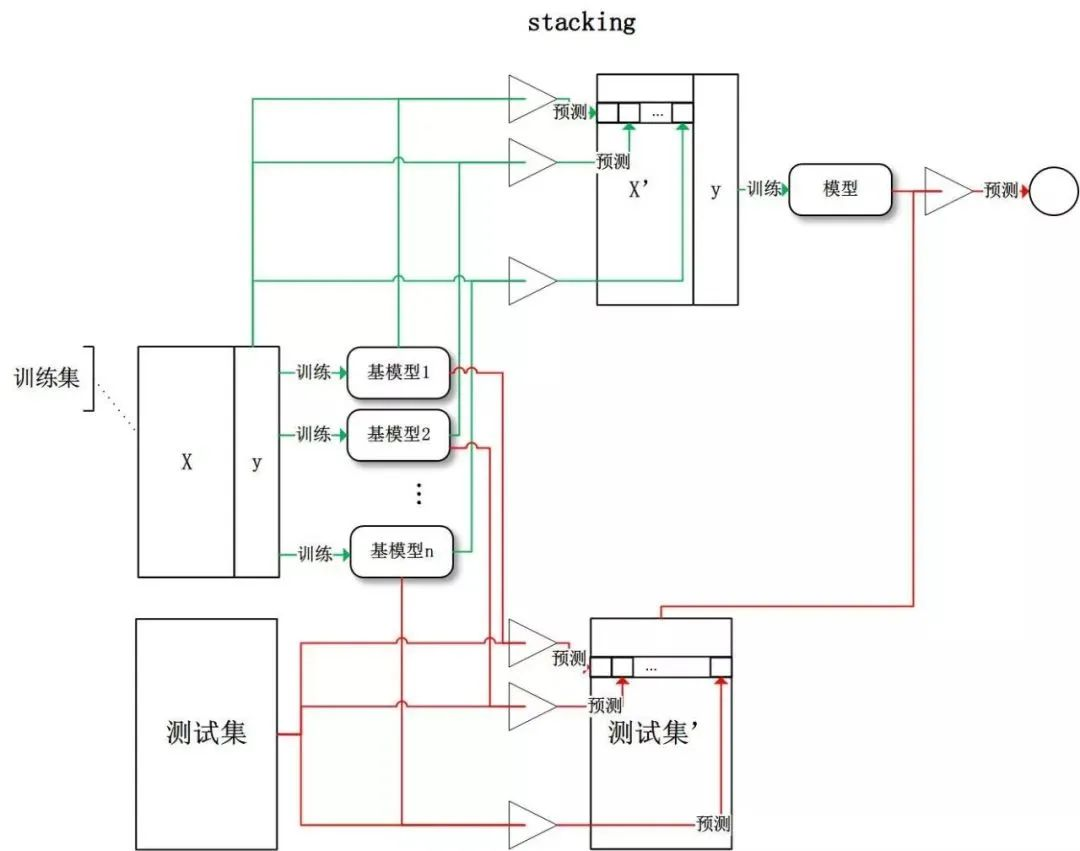 stacking
预测
...
预测
X'
y
训练
模型
预测
训练集
X
y
训练
基模型1
训练
基模型2
⋮
训练
基模型n
测试集
预测
...
预测
测试集'
预测